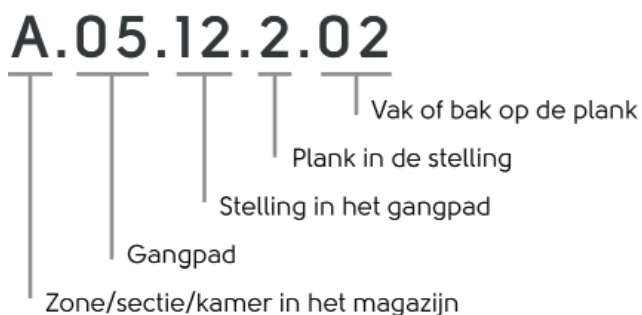 A.05.12.2.02
Vak of bak op de plank
Plank in de stelling
Stelling in het gangpad
Gangpad
Zone/sectie/kamer in het magazijn